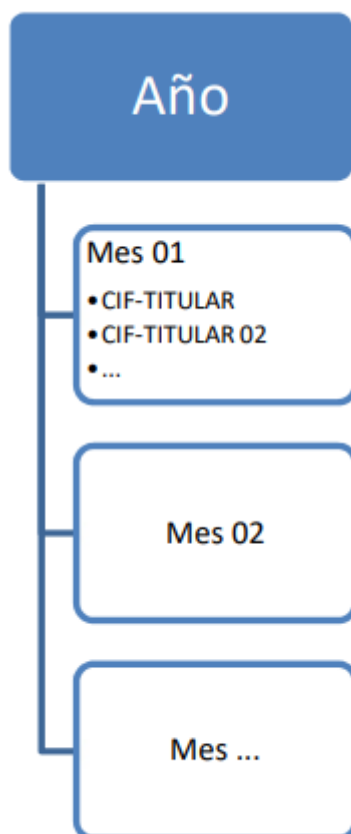 Año
Mes 01
•CIF-TITULAR
•CIF-TITULAR 02
•...
Mes 02
Mes ...